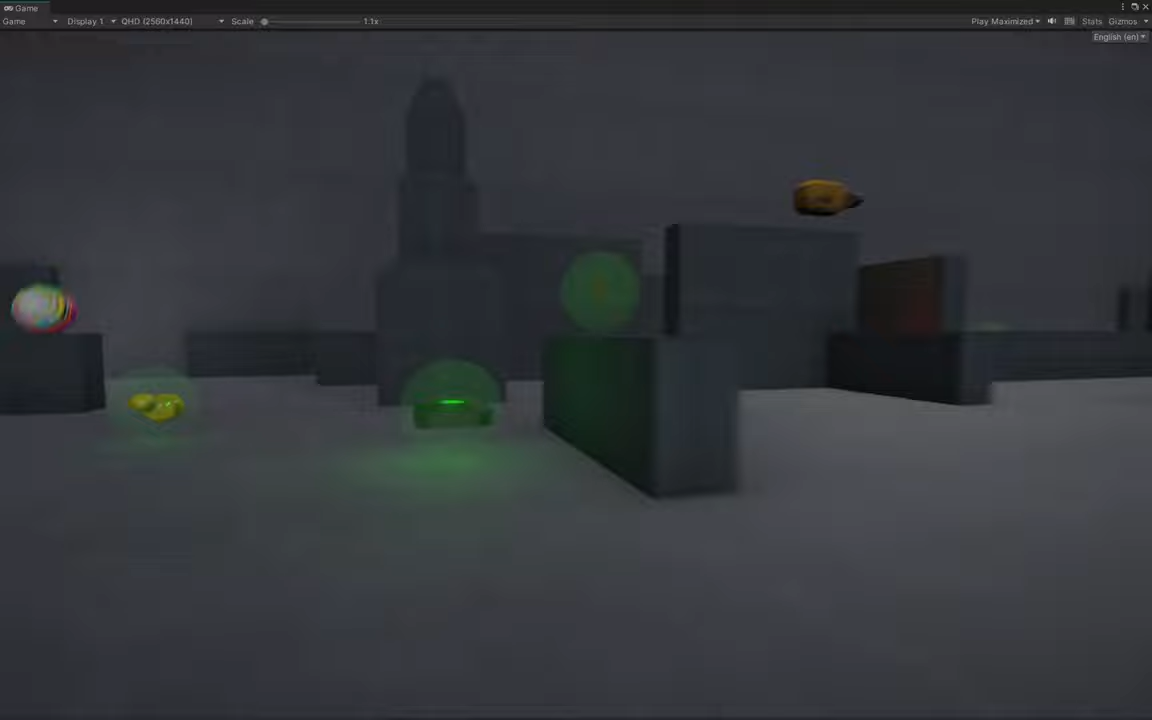 Game
Game Display 1 QHD (2560x1440) Scale 1.1x Play Maximized Stats Gizmos
English (en)